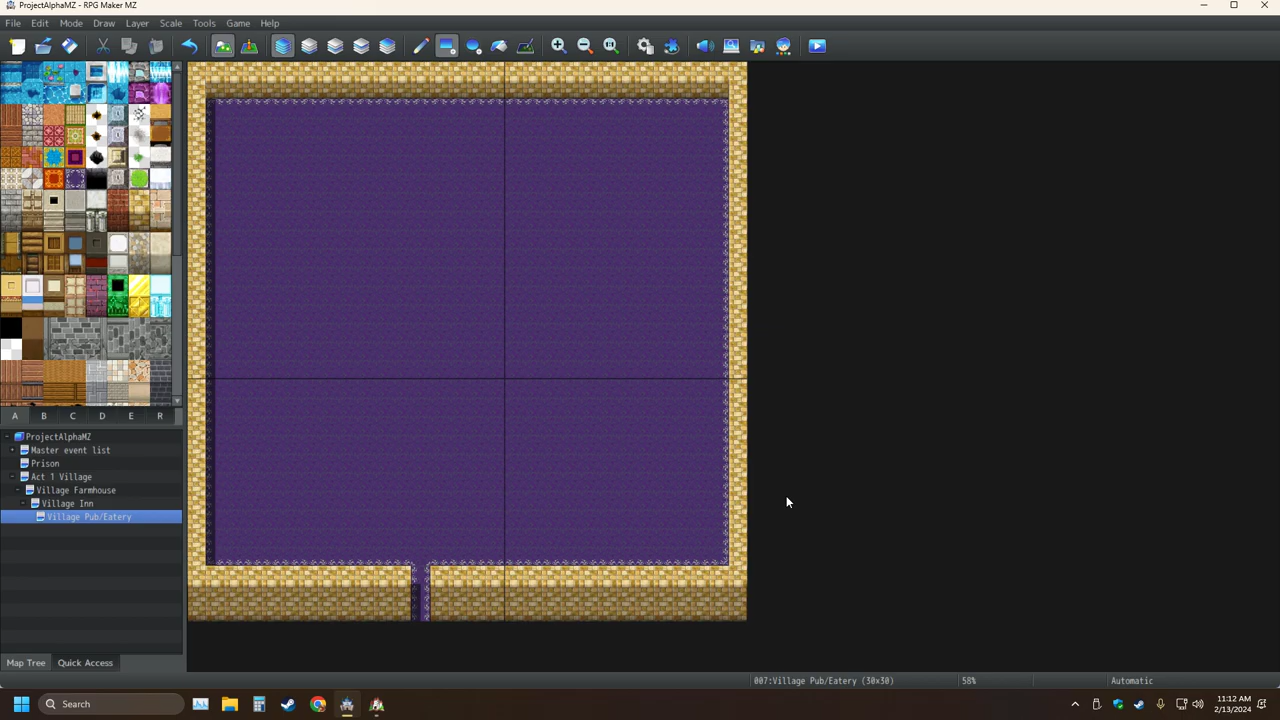 ProjectAlphaMZ - RPG Maker MZ
File Edit Mode Draw Layer Scale Tools Game Help
A B C D E R
ProjectAlphaMZ
Master event list
Prison
Act 1 Village
Village Farmhouse
Village Inn
Village Pub/Eatery
Map Tree Quick Access
007:Village Pub/Eatery (30x30) 58% Automatic
Search
11:12 AM
2/13/2024